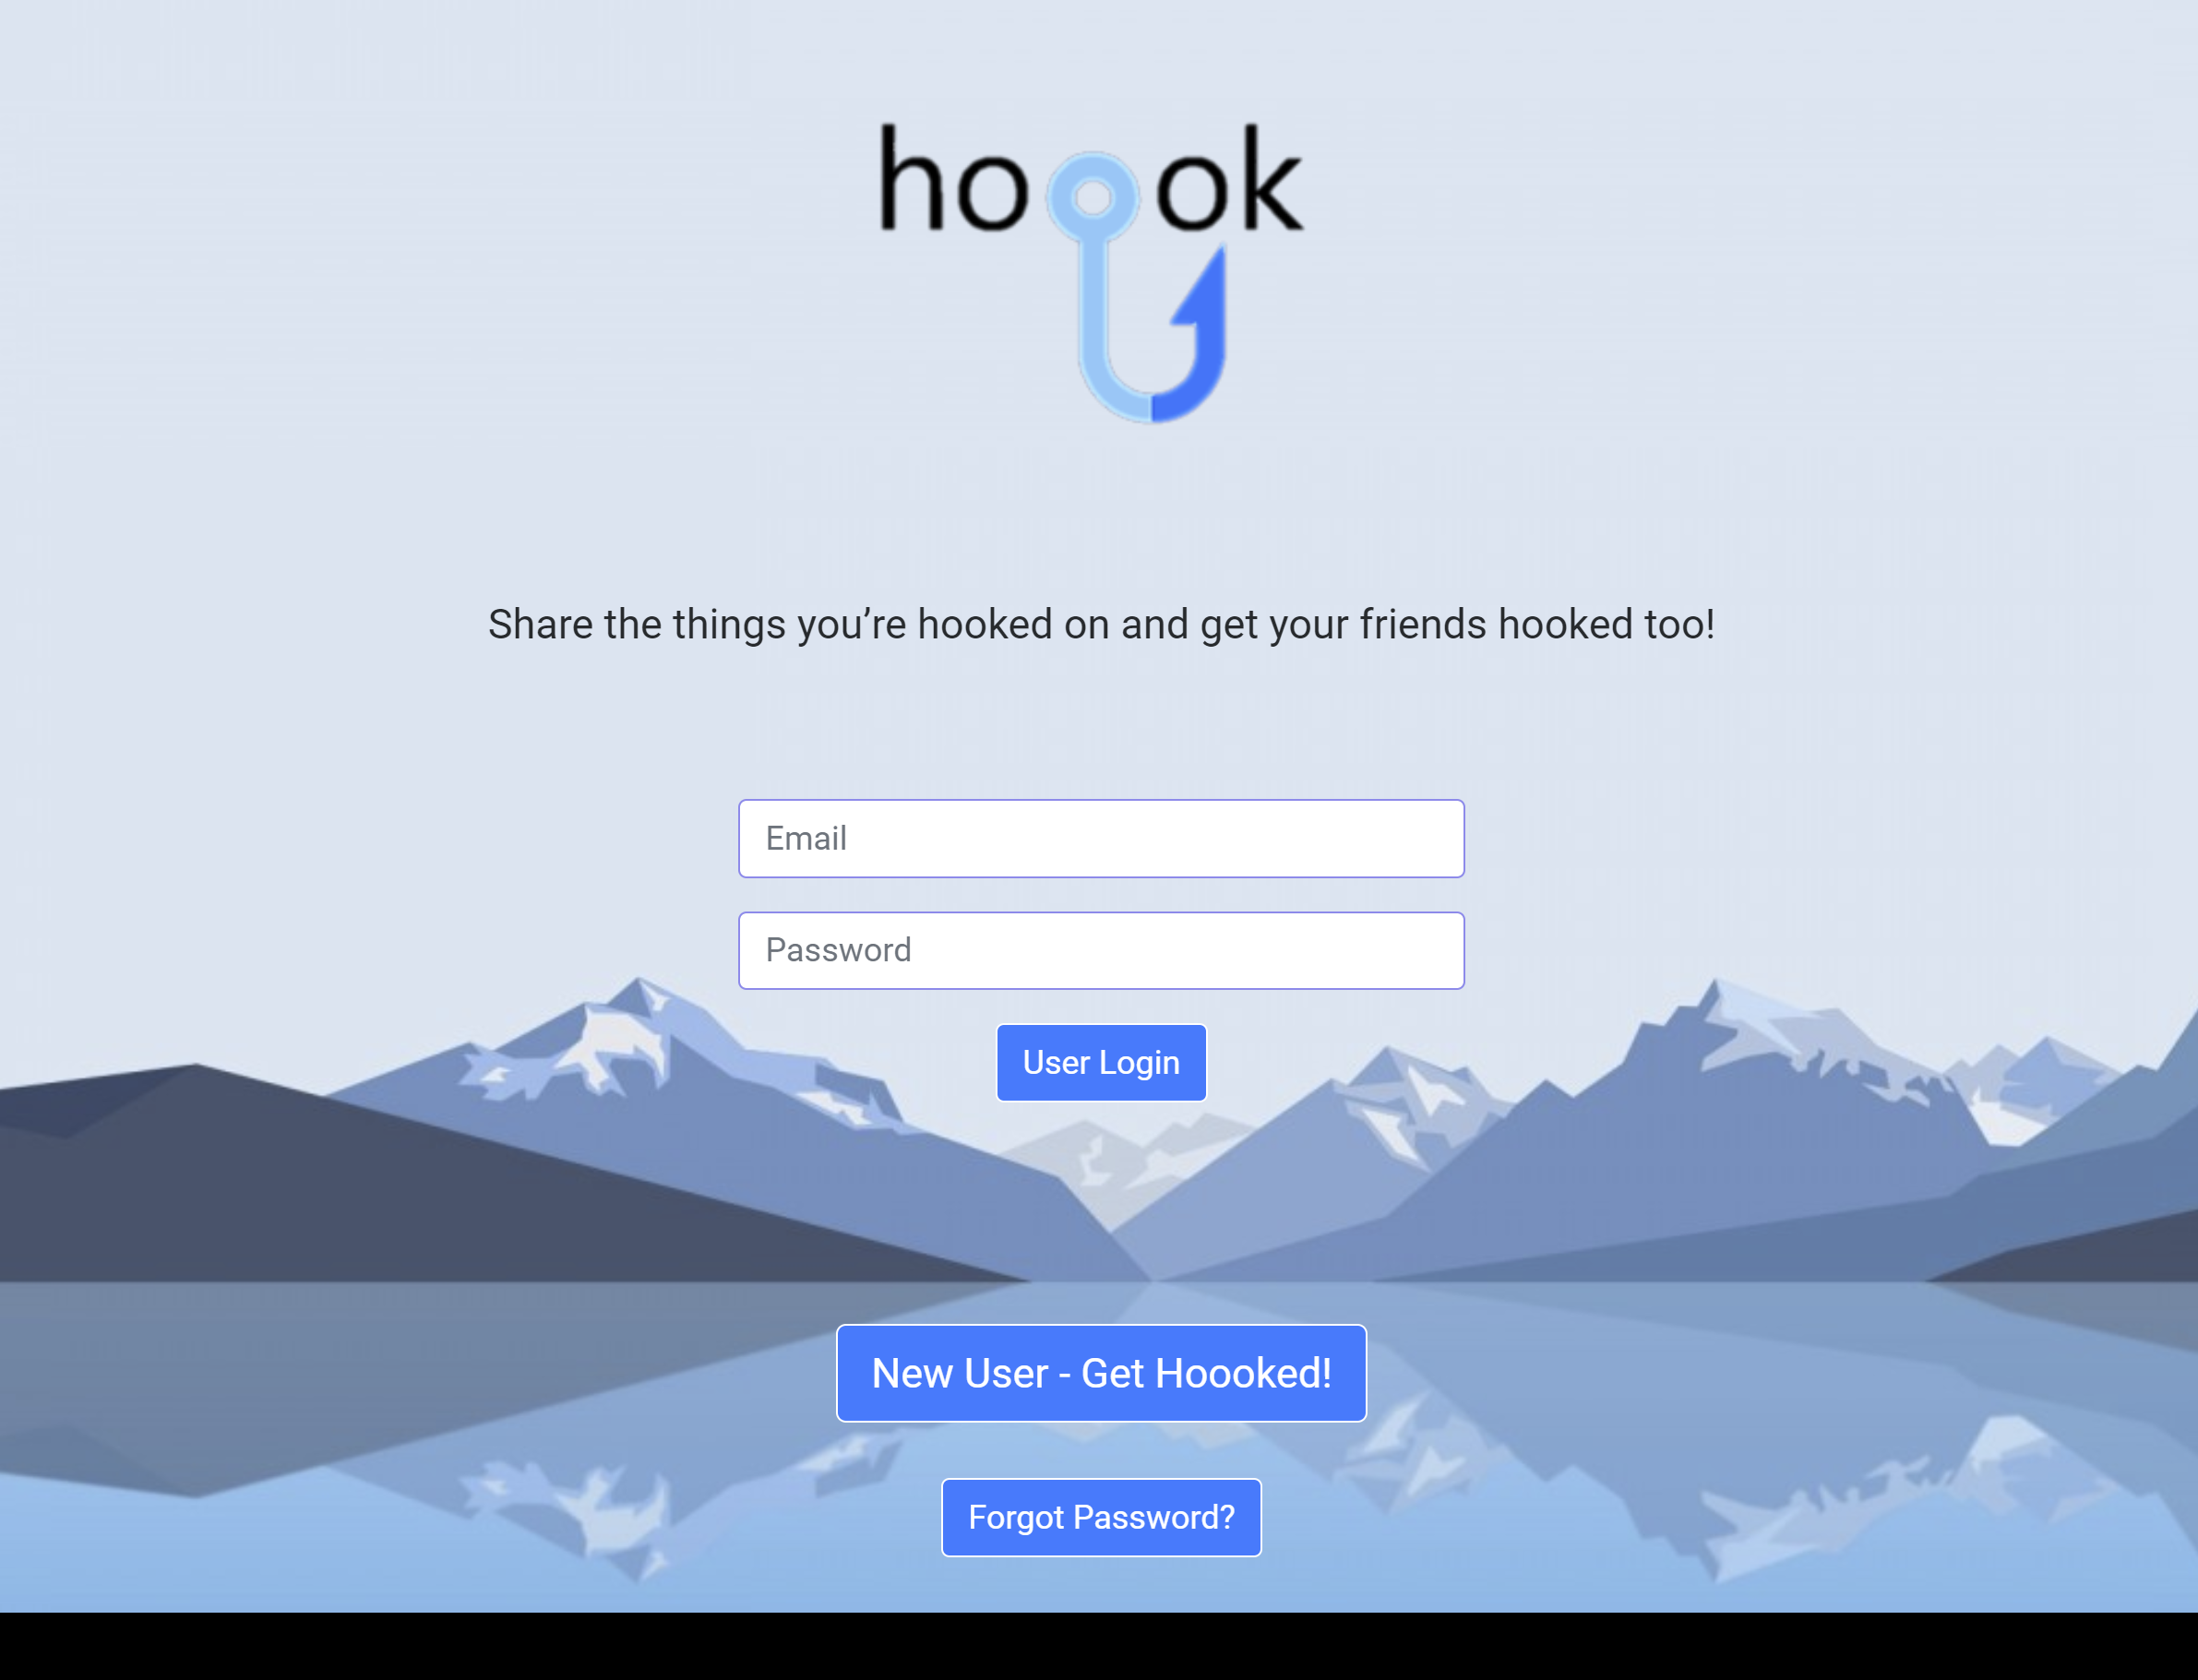 hoook
Share the things you’re hooked on and get your friends hooked too!
Email
Password
User Login
New User - Get Hoooked!
Forgot Password?